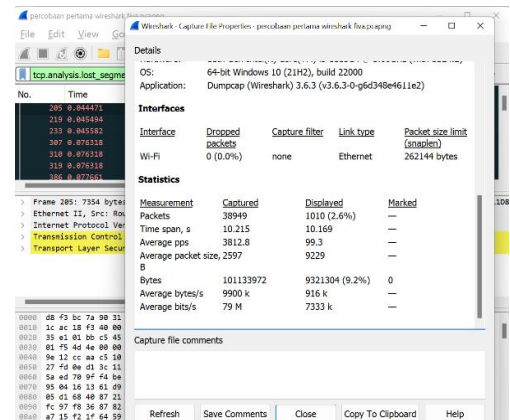 percobaan pertama wireshark
File Edit View Go
tcp.analysis.lost_segme
No. Time
205 0.044471
219 0.045494
233 0.045582
307 0.076318
310 0.076318
319 0.076318
386 0.077661
Frame 205: 7354 bytes
Ethernet II, Src: Rou
Internet Protocol Ver
Transmission Control
Transport Layer Secur
0000 d8 f3 bc 7a 90 31
0010 1c ac 18 f3 40 00
0020 35 e1 01 bb c5 45
0030 01 f5 4d 4e 00 00
0040 9e 12 cc aa c5 10
0050 27 fd 0e d1 3c 11
0060 5a ed 70 9f f4 be
0070 95 04 16 13 61 d9
0080 05 d1 68 40 87 21
0090 fc 97 f8 36 87 82
00a0 a7 15 f2 1f 64 59
Wireshark - Capture File Properties - percobaan pertama wireshark fiva.pcapng
Details
OS: 64-bit Windows 10 (21H2), build 22000
Application: Dumpcap (Wireshark) 3.6.3 (v3.6.3-0-g6d348e4611e2)
Interfaces
Interface Dropped packets Capture filter Link type Packet size limit (snaplen)
Wi-Fi 0 (0.0%) none Ethernet 262144 bytes
Statistics
Measurement Captured Displayed Marked
Packets 38949 1010 (2.6%) —
Time span, s 10.215 10.169 —
Average pps 3812.8 99.3 —
Average packet size, B 2597 9229 —
Bytes 101133972 9321304 (9.2%) 0
Average bytes/s 9900 k 916 k —
Average bits/s 79 M 7333 k —
Capture file comments
Refresh Save Comments Close Copy To Clipboard Help